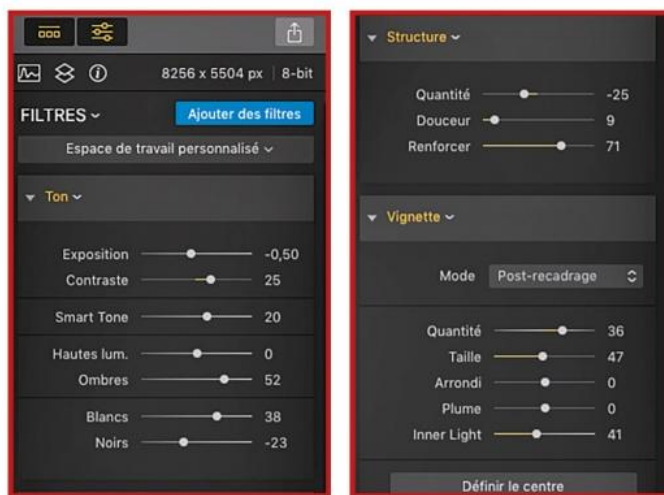 8256 x 5504 px 8-bit
FILTRES
Ajouter des filtres
Espace de travail personnalisé
Ton
Exposition -0,50
Contraste 25
Smart Tone 20
Hautes lum. 0
Ombres 52
Blancs 38
Noirs -23
Structure
Quantité -25
Douceur 9
Renforcer 71
Vignette
Mode Post-recadrage
Quantité 36
Taille 47
Arrondi 0
Plume 0
Inner Light 41
Définir le centre